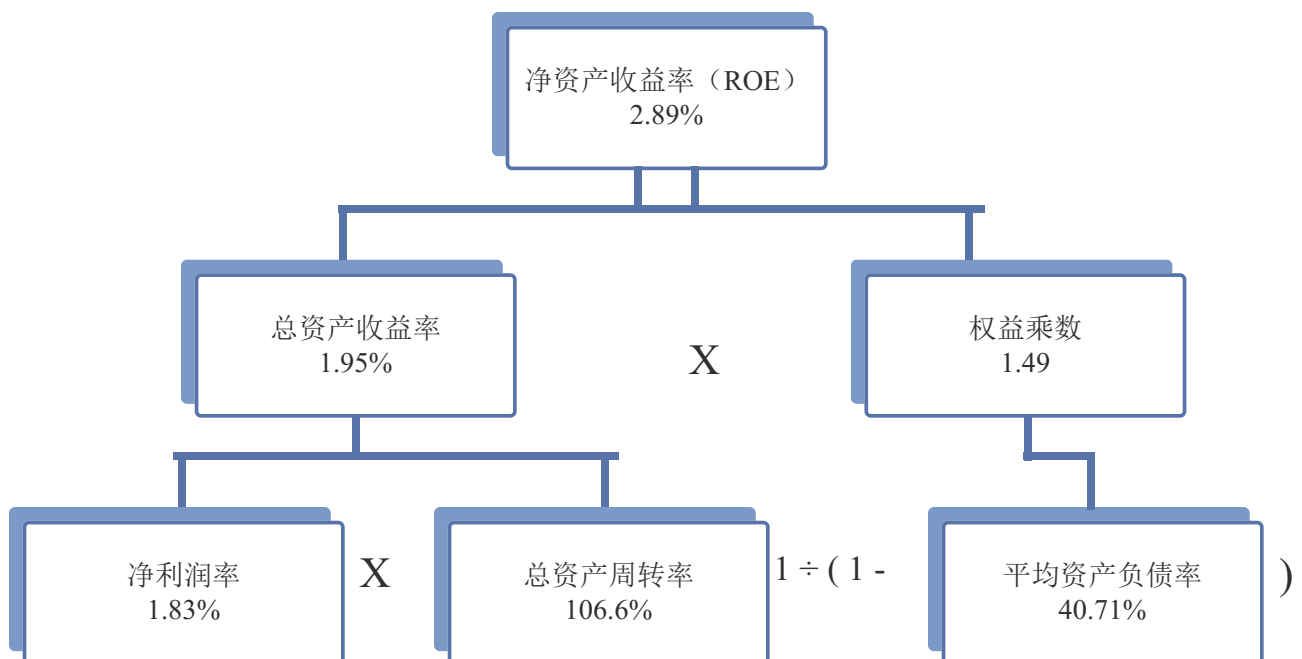 净资产收益率（ROE）
2.89%
总资产收益率
1.95%
X
权益乘数
1.49
净利润率
1.83%
X
总资产周转率
106.6%
1 ÷ ( 1 -
平均资产负债率
40.71%
)